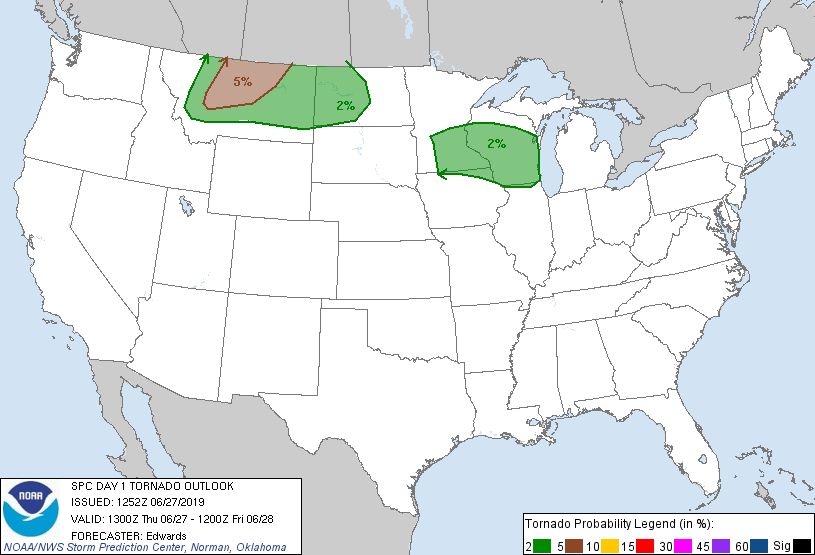 5%
2%
2%
NOAA
SPC DAY 1 TORNADO OUTLOOK
ISSUED: 1252Z 06/27/2019
VALID: 1300Z Thu 06/27 - 1200Z Fri 06/28
FORECASTER: Edwards
NOAA/NWS Storm Prediction Center, Norman, Oklahoma
Tornado Probability Legend (in %):
2 5 10 15 30 45 60 Sig